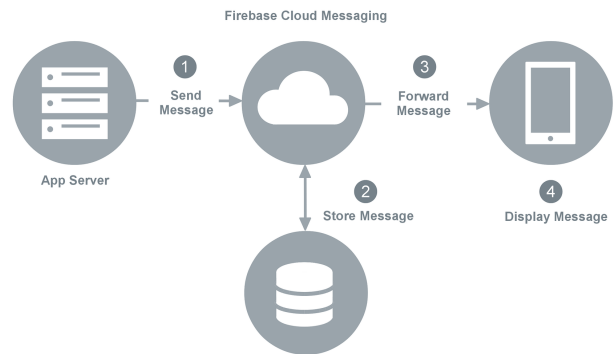 Firebase Cloud Messaging
1
Send
Message
3
Forward
Message
App Server
2
Store Message
4
Display Message